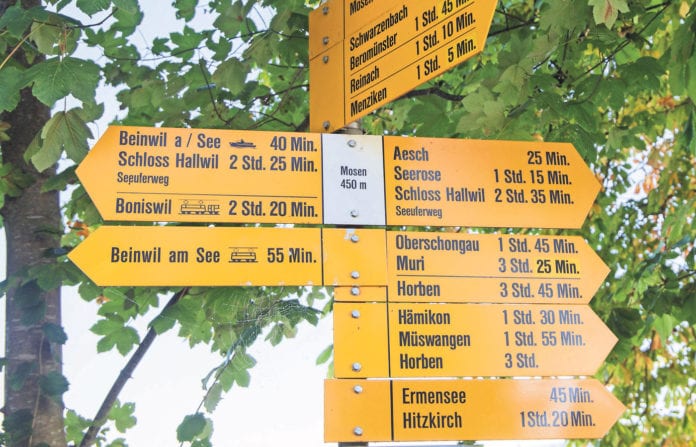 Mosen
Schwarzenbach 1 Std. 45 Min.
Beromünster 1 Std. 10 Min.
Reinach 1 Std. 5 Min.
Menziken
Beinwil a / See 40 Min.
Schloss Hallwil 2 Std. 25 Min.
Seeuferweg
Boniswil 2 Std. 20 Min.
Mosen
450 m
Aesch 25 Min.
Seerose 1 Std. 15 Min.
Schloss Hallwil 2 Std. 35 Min.
Seeuferweg
Beinwil am See 55 Min.
Oberschongau 1 Std. 45 Min.
Muri 3 Std. 25 Min.
Horben 3 Std. 45 Min.
Hämikon 1 Std. 30 Min.
Müswangen 1 Std. 55 Min.
Horben 3 Std.
Ermensee 45 Min.
Hitzkirch 1 Std. 20 Min.